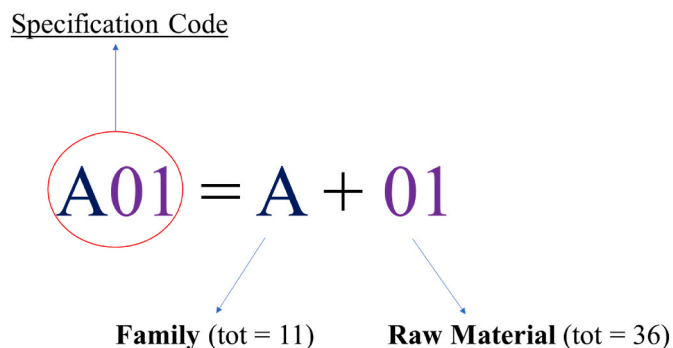 Specification Code
A01 = A + 01
Family (tot = 11) Raw Material (tot = 36)